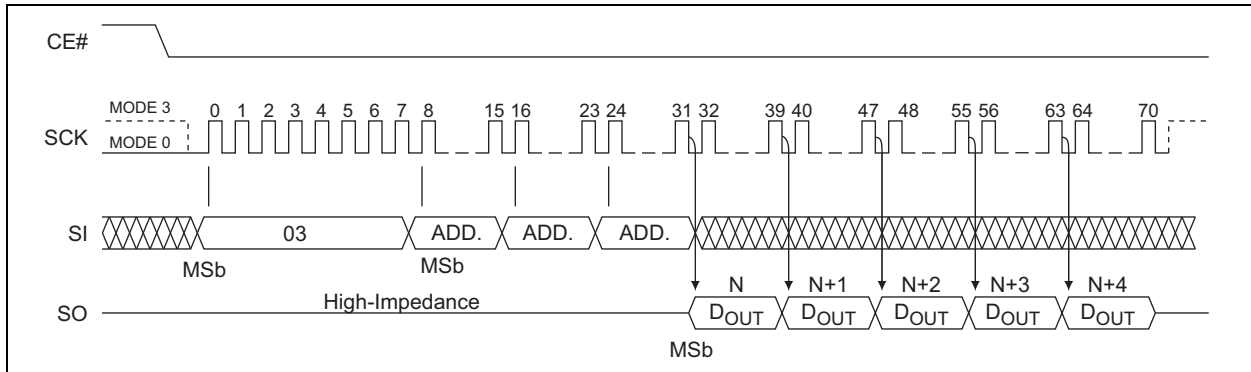 CE#
MODE 3
0 1 2 3 4 5 6 7 8 15 16 23 24 31 32 39 40 47 48 55 56 63 64 70
SCK
MODE 0
SI 03 ADD. ADD. ADD.
MSb MSb
High-Impedance
N N+1 N+2 N+3 N+4
SO DOUT DOUT DOUT DOUT DOUT
MSb